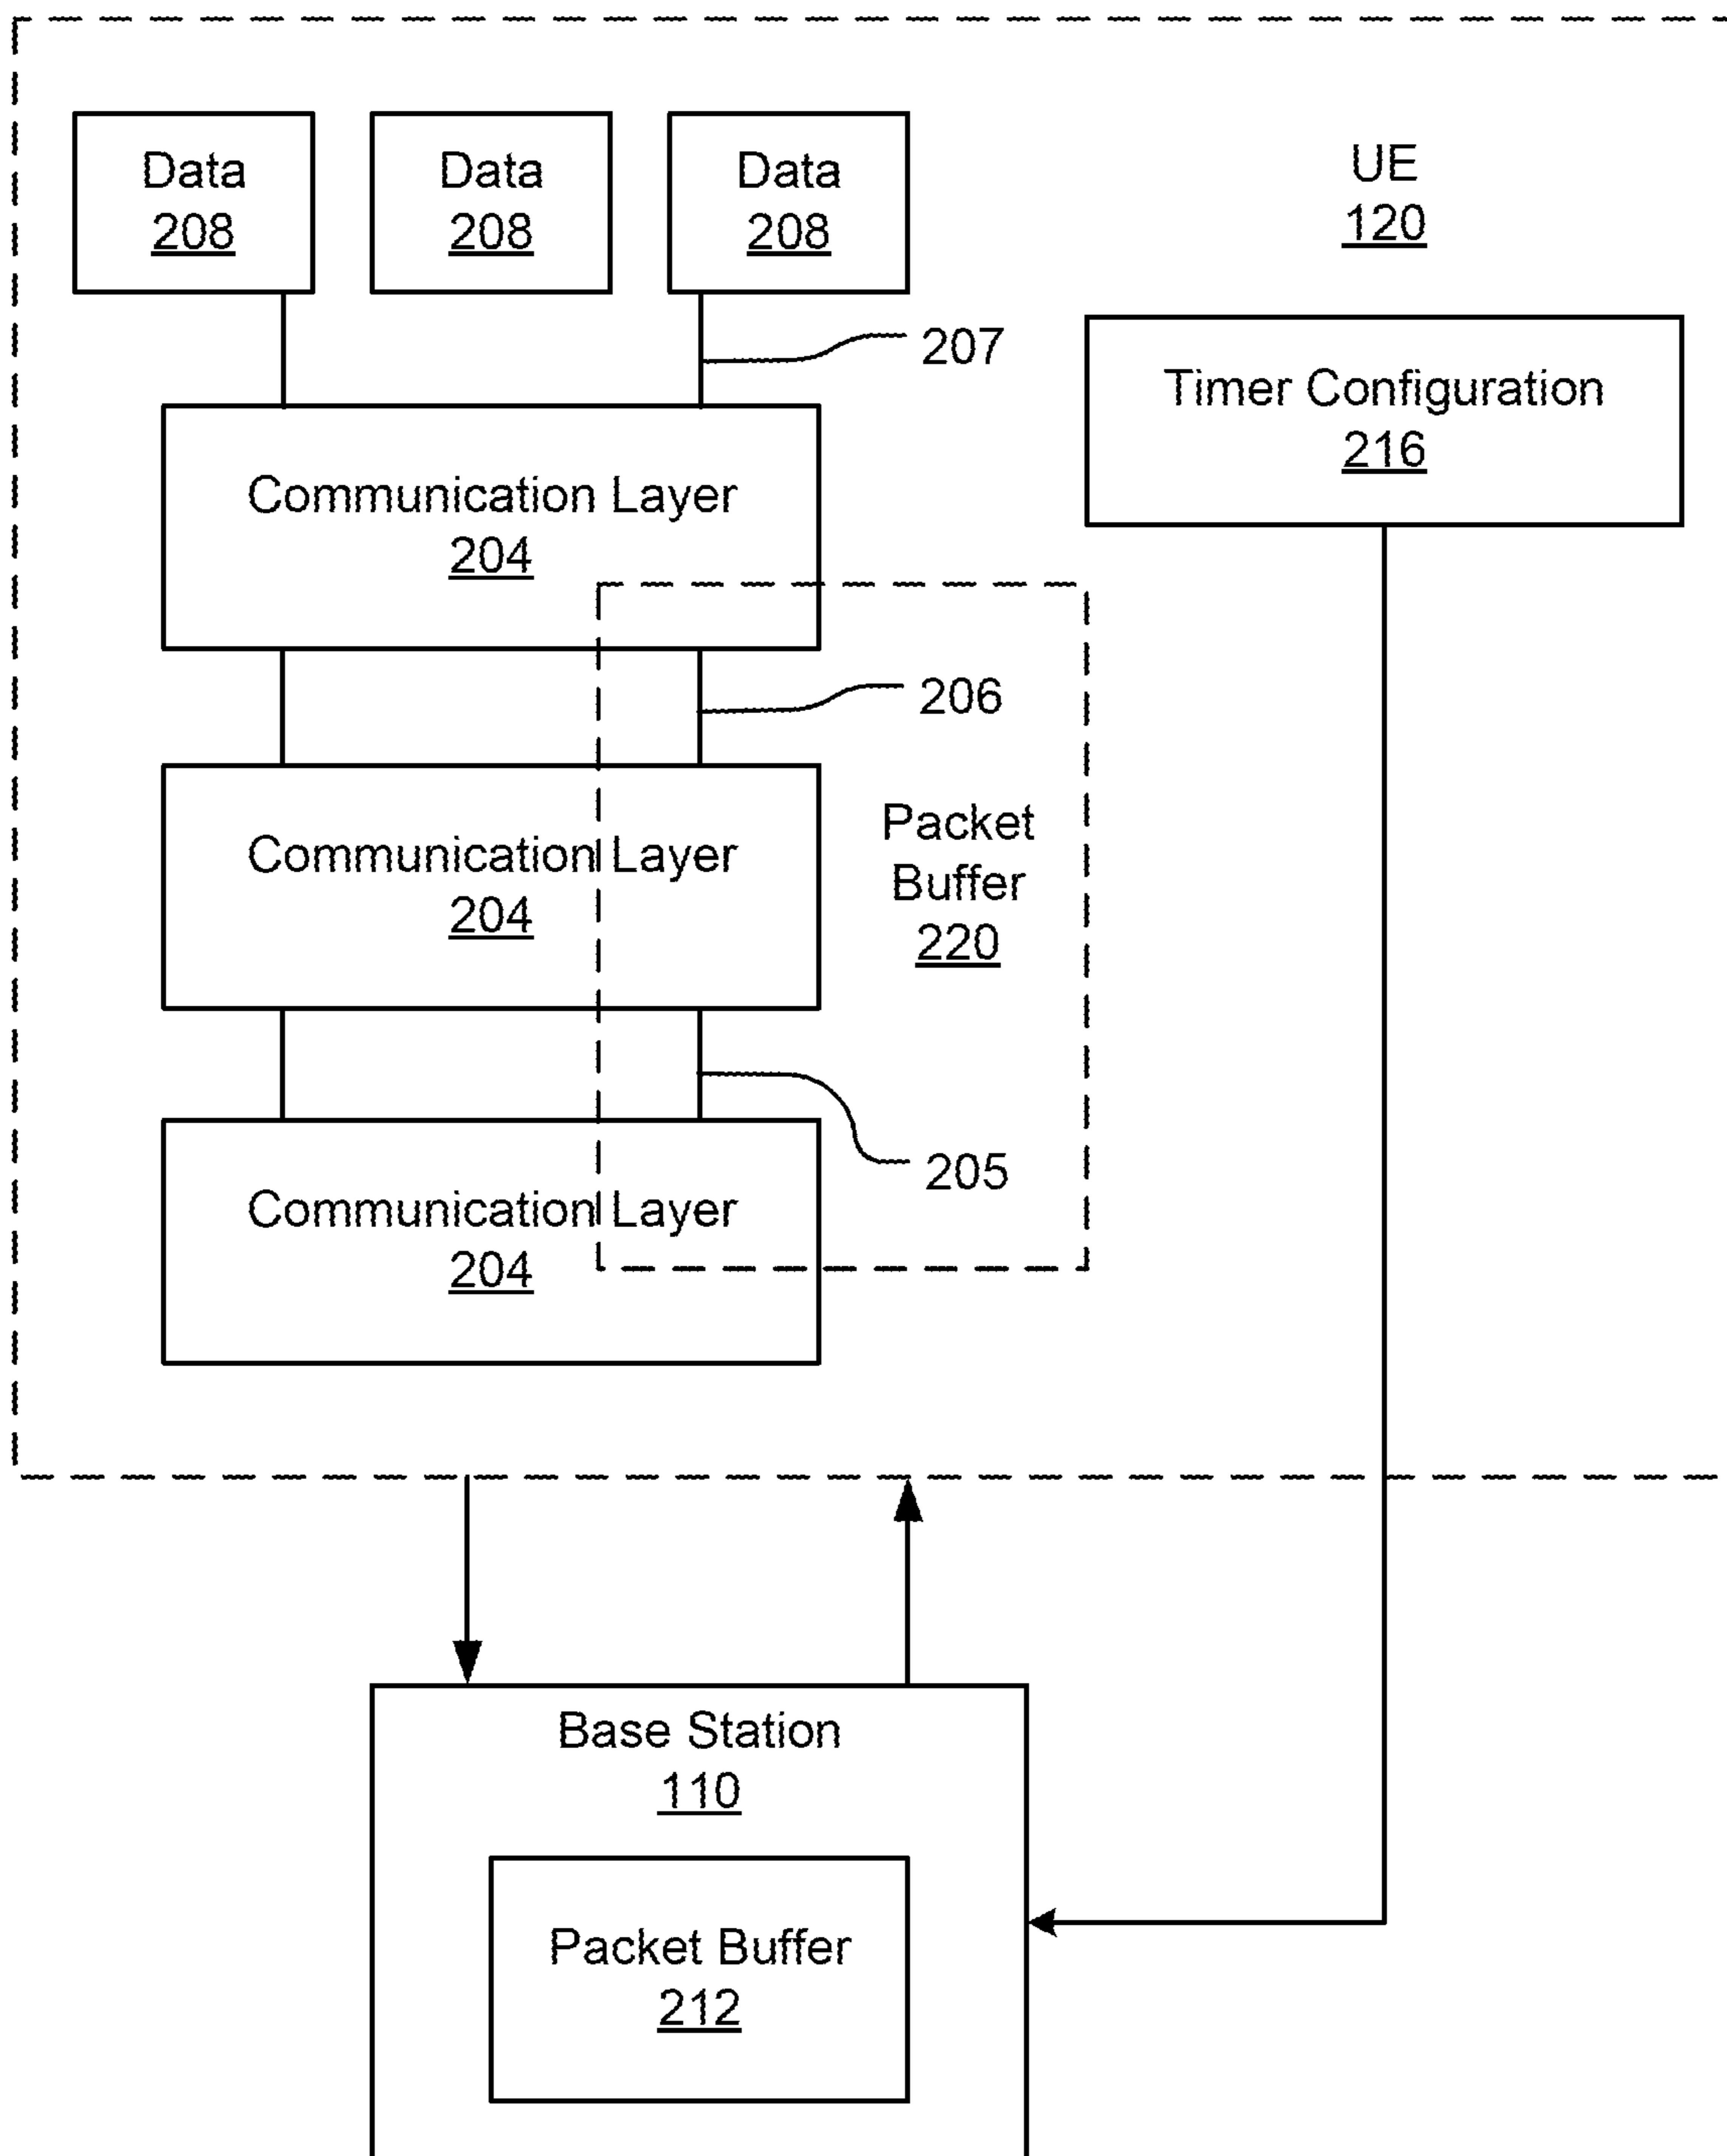 Data
208
Data
208
Data
208
UE
120
207
Timer Configuration
216
Communication Layer
204
206
Packet
Buffer
220
Communication Layer
204
205
Communication Layer
204
Base Station
110
Packet Buffer
212